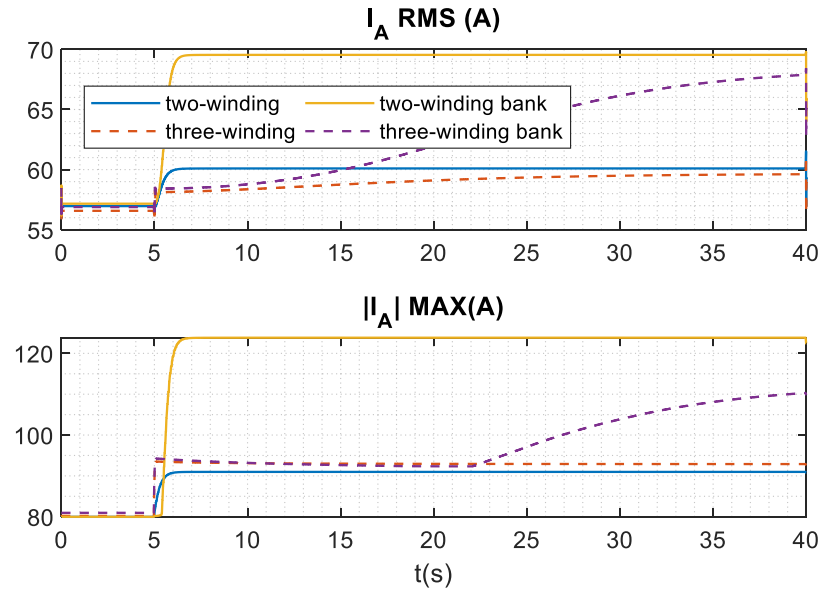 I_A RMS (A)
70
65
60
55
two-winding
two-winding bank
three-winding
three-winding bank
0 5 10 15 20 25 30 35 40
|I_A| MAX(A)
120
100
80
0 5 10 15 20 25 30 35 40
t(s)